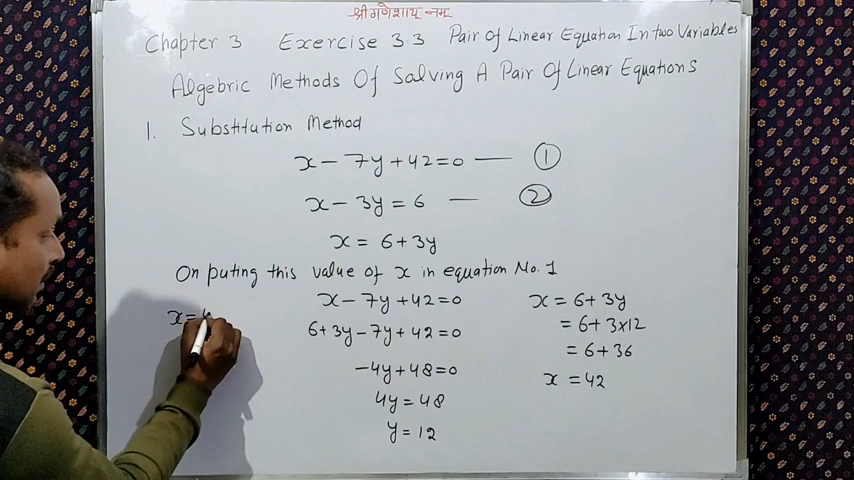 श्री गणेशाय नमः
Chapter 3 Exercise 3.3 Pair of Linear Equation In two Variables
Algebric Methods Of Solving A Pair Of Linear Equations
1. Substitution Method
x - 7y + 42 = 0 — ①
x - 3y = 6 — ②
x = 6 + 3y
On puting this value of x in equation No. 1
x - 7y + 42 = 0
6 + 3y - 7y + 42 = 0
-4y + 48 = 0
4y = 48
y = 12
x = 6 + 3y
= 6 + 3×12
= 6 + 36
x = 42
x =